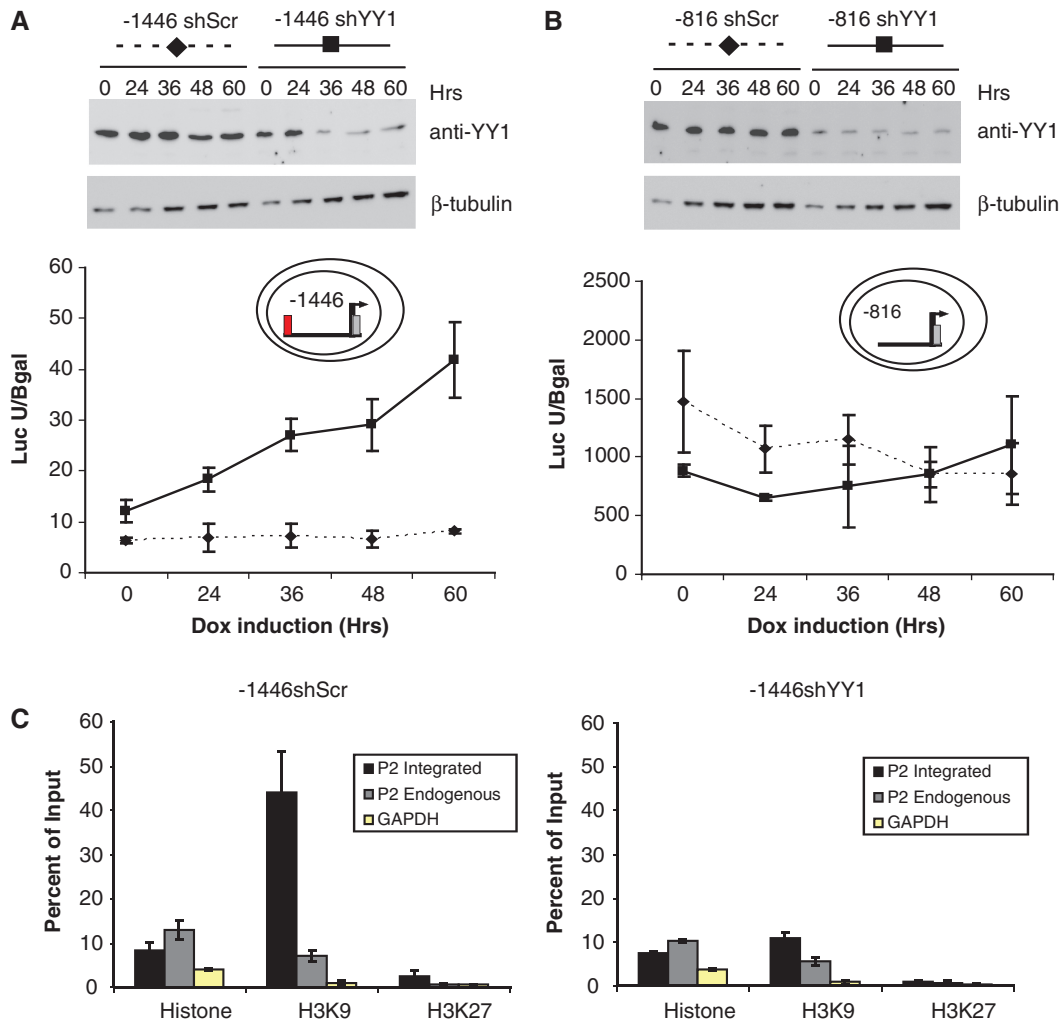 A
-1446 shScr
-1446 shYY1
0 24 36 48 60 0 24 36 48 60 Hrs
anti-YY1
β-tubulin
Luc U/Bgal
60
50
40
30
20
10
0
-1446
0 24 36 48 60
Dox induction (Hrs)
B
-816 shScr
-816 shYY1
0 24 36 48 60 0 24 36 48 60 Hrs
anti-YY1
β-tubulin
Luc U/Bgal
2500
2000
1500
1000
500
0
-816
0 24 36 48 60
Dox induction (Hrs)
C
-1446shScr
Percent of Input
60
50
40
30
20
10
0
P2 Integrated
P2 Endogenous
GAPDH
Histone H3K9 H3K27
-1446shYY1
Percent of Input
60
50
40
30
20
10
0
P2 Integrated
P2 Endogenous
GAPDH
Histone H3K9 H3K27